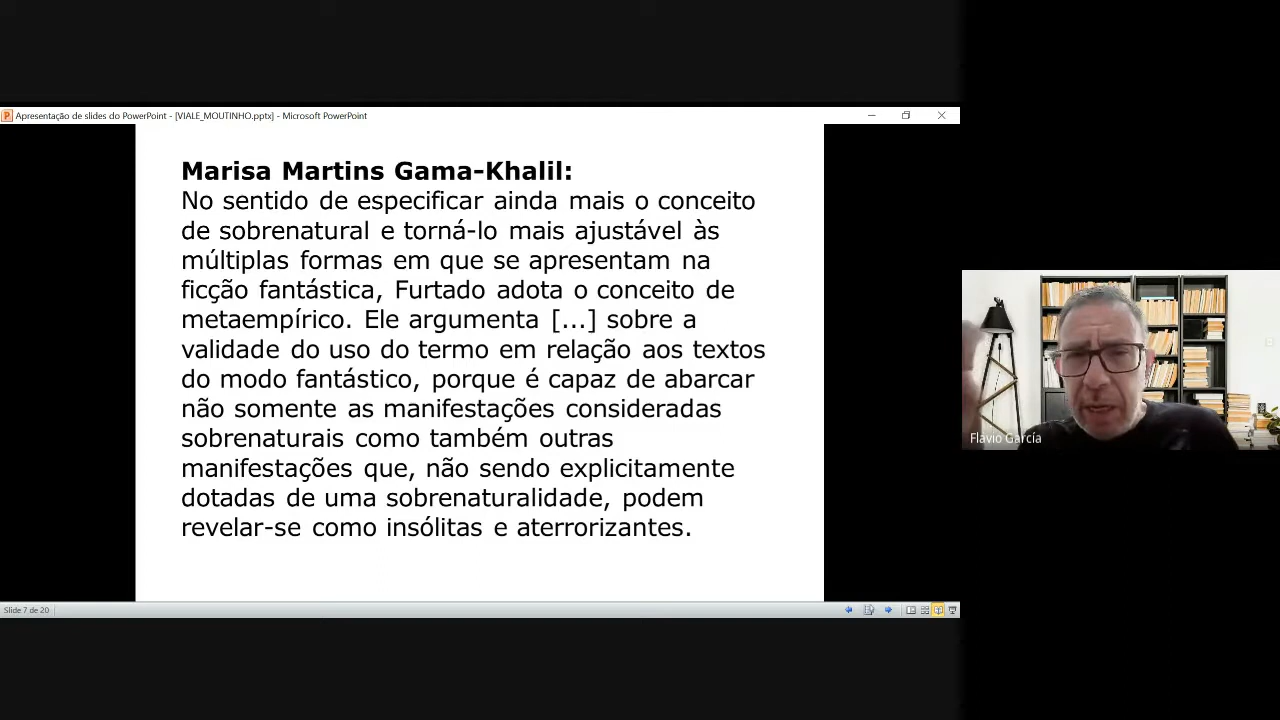 Apresentação de slides do PowerPoint - [VIALE_MOUTINHO.pptx] - Microsoft PowerPoint
Marisa Martins Gama-Khalil:
No sentido de especificar ainda mais o conceito
de sobrenatural e torná-lo mais ajustável às
múltiplas formas em que se apresentam na
ficção fantástica, Furtado adota o conceito de
metaempírico. Ele argumenta [...] sobre a
validade do uso do termo em relação aos textos
do modo fantástico, porque é capaz de abarcar
não somente as manifestações consideradas
sobrenaturais como também outras
manifestações que, não sendo explicitamente
dotadas de uma sobrenaturalidade, podem
revelar-se como insólitas e aterrorizantes.
Flavio García
Slide 7 de 20